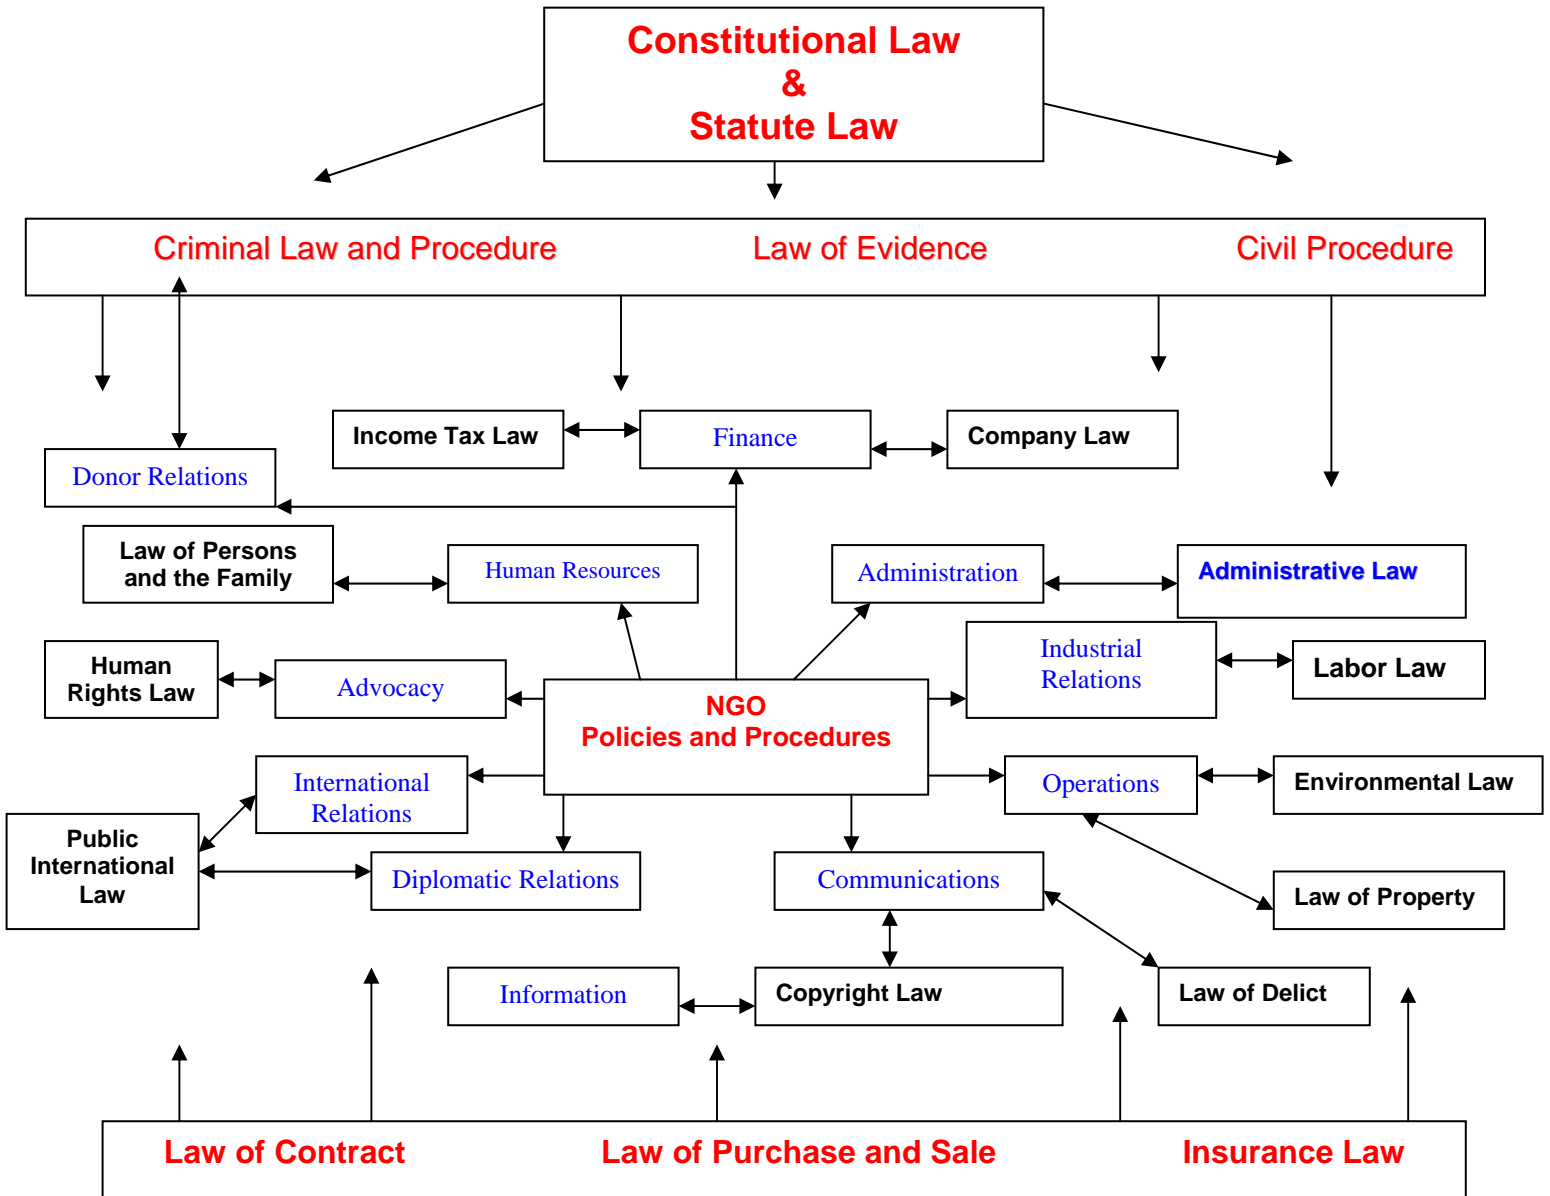 Constitutional Law
&
Statute Law
Criminal Law and Procedure Law of Evidence Civil Procedure
Income Tax Law
Finance
Company Law
Donor Relations
Law of Persons
and the Family
Human Resources
Administration
Administrative Law
Human
Rights Law
Advocacy
NGO
Policies and Procedures
Industrial
Relations
Labor Law
International
Relations
Operations
Environmental Law
Public
International
Law
Diplomatic Relations
Communications
Law of Property
Information
Copyright Law
Law of Delict
Law of Contract Law of Purchase and Sale Insurance Law